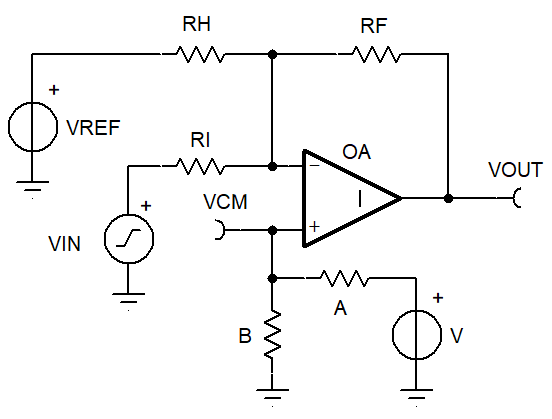 RH
RF
+
VREF
RI
OA
VOUT
−
VCM
+
I
+
VIN
+
A
B
V